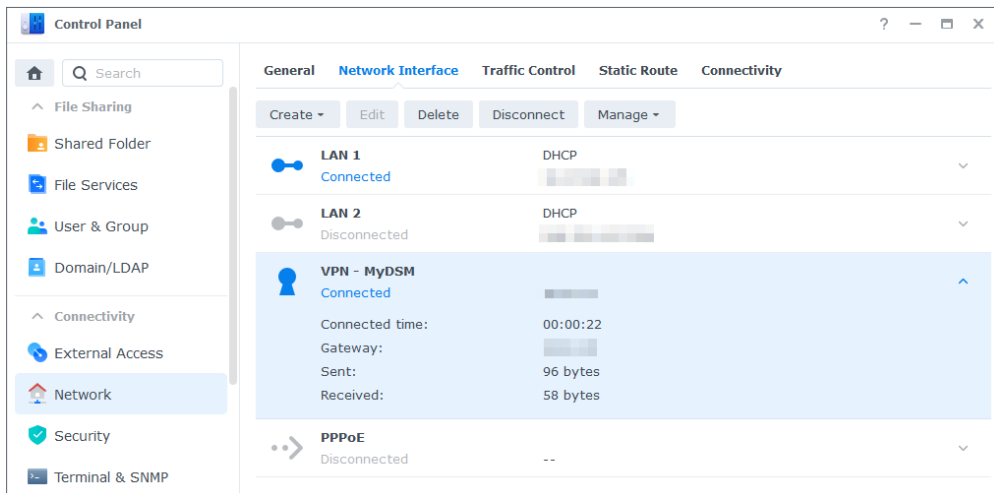 Control Panel
?
Search
General Network Interface Traffic Control Static Route Connectivity
File Sharing
Create Edit Delete Disconnect Manage
Shared Folder
LAN 1 DHCP
Connected
File Services
LAN 2 DHCP
Disconnected
User & Group
Domain/LDAP
VPN - MyDSM
Connected
Connectivity
Connected time: 00:00:22
External Access
Gateway:
Sent: 96 bytes
Network
Received: 58 bytes
Security
PPPoE
Disconnected --
Terminal & SNMP